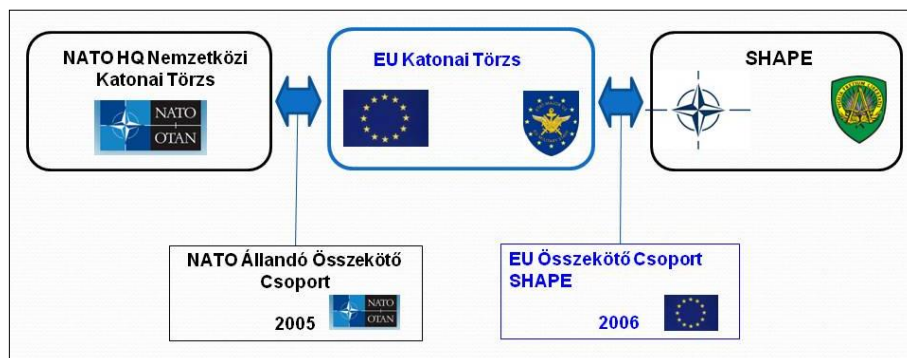 NATO HQ Nemzetközi
Katonai Törzs
NATO
OTAN
EU Katonai Törzs
SHAPE
NATO Állandó Összekötő
Csoport
2005
NATO
OTAN
EU Összekötő Csoport
SHAPE
2006